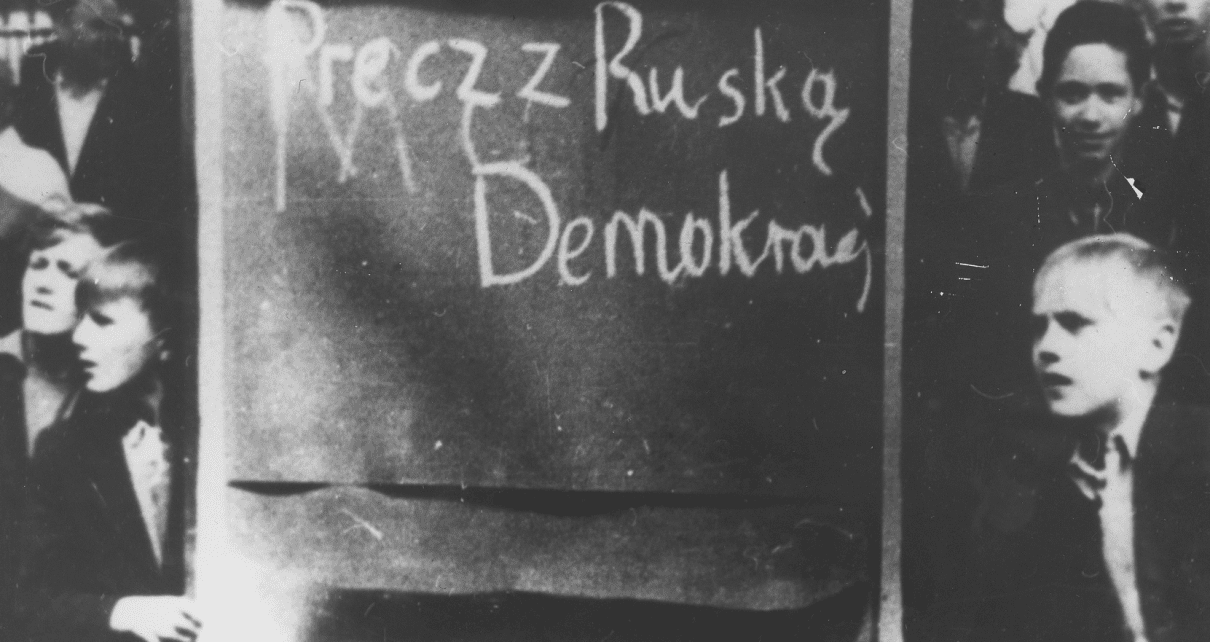 Precz z Ruską
Demokracj